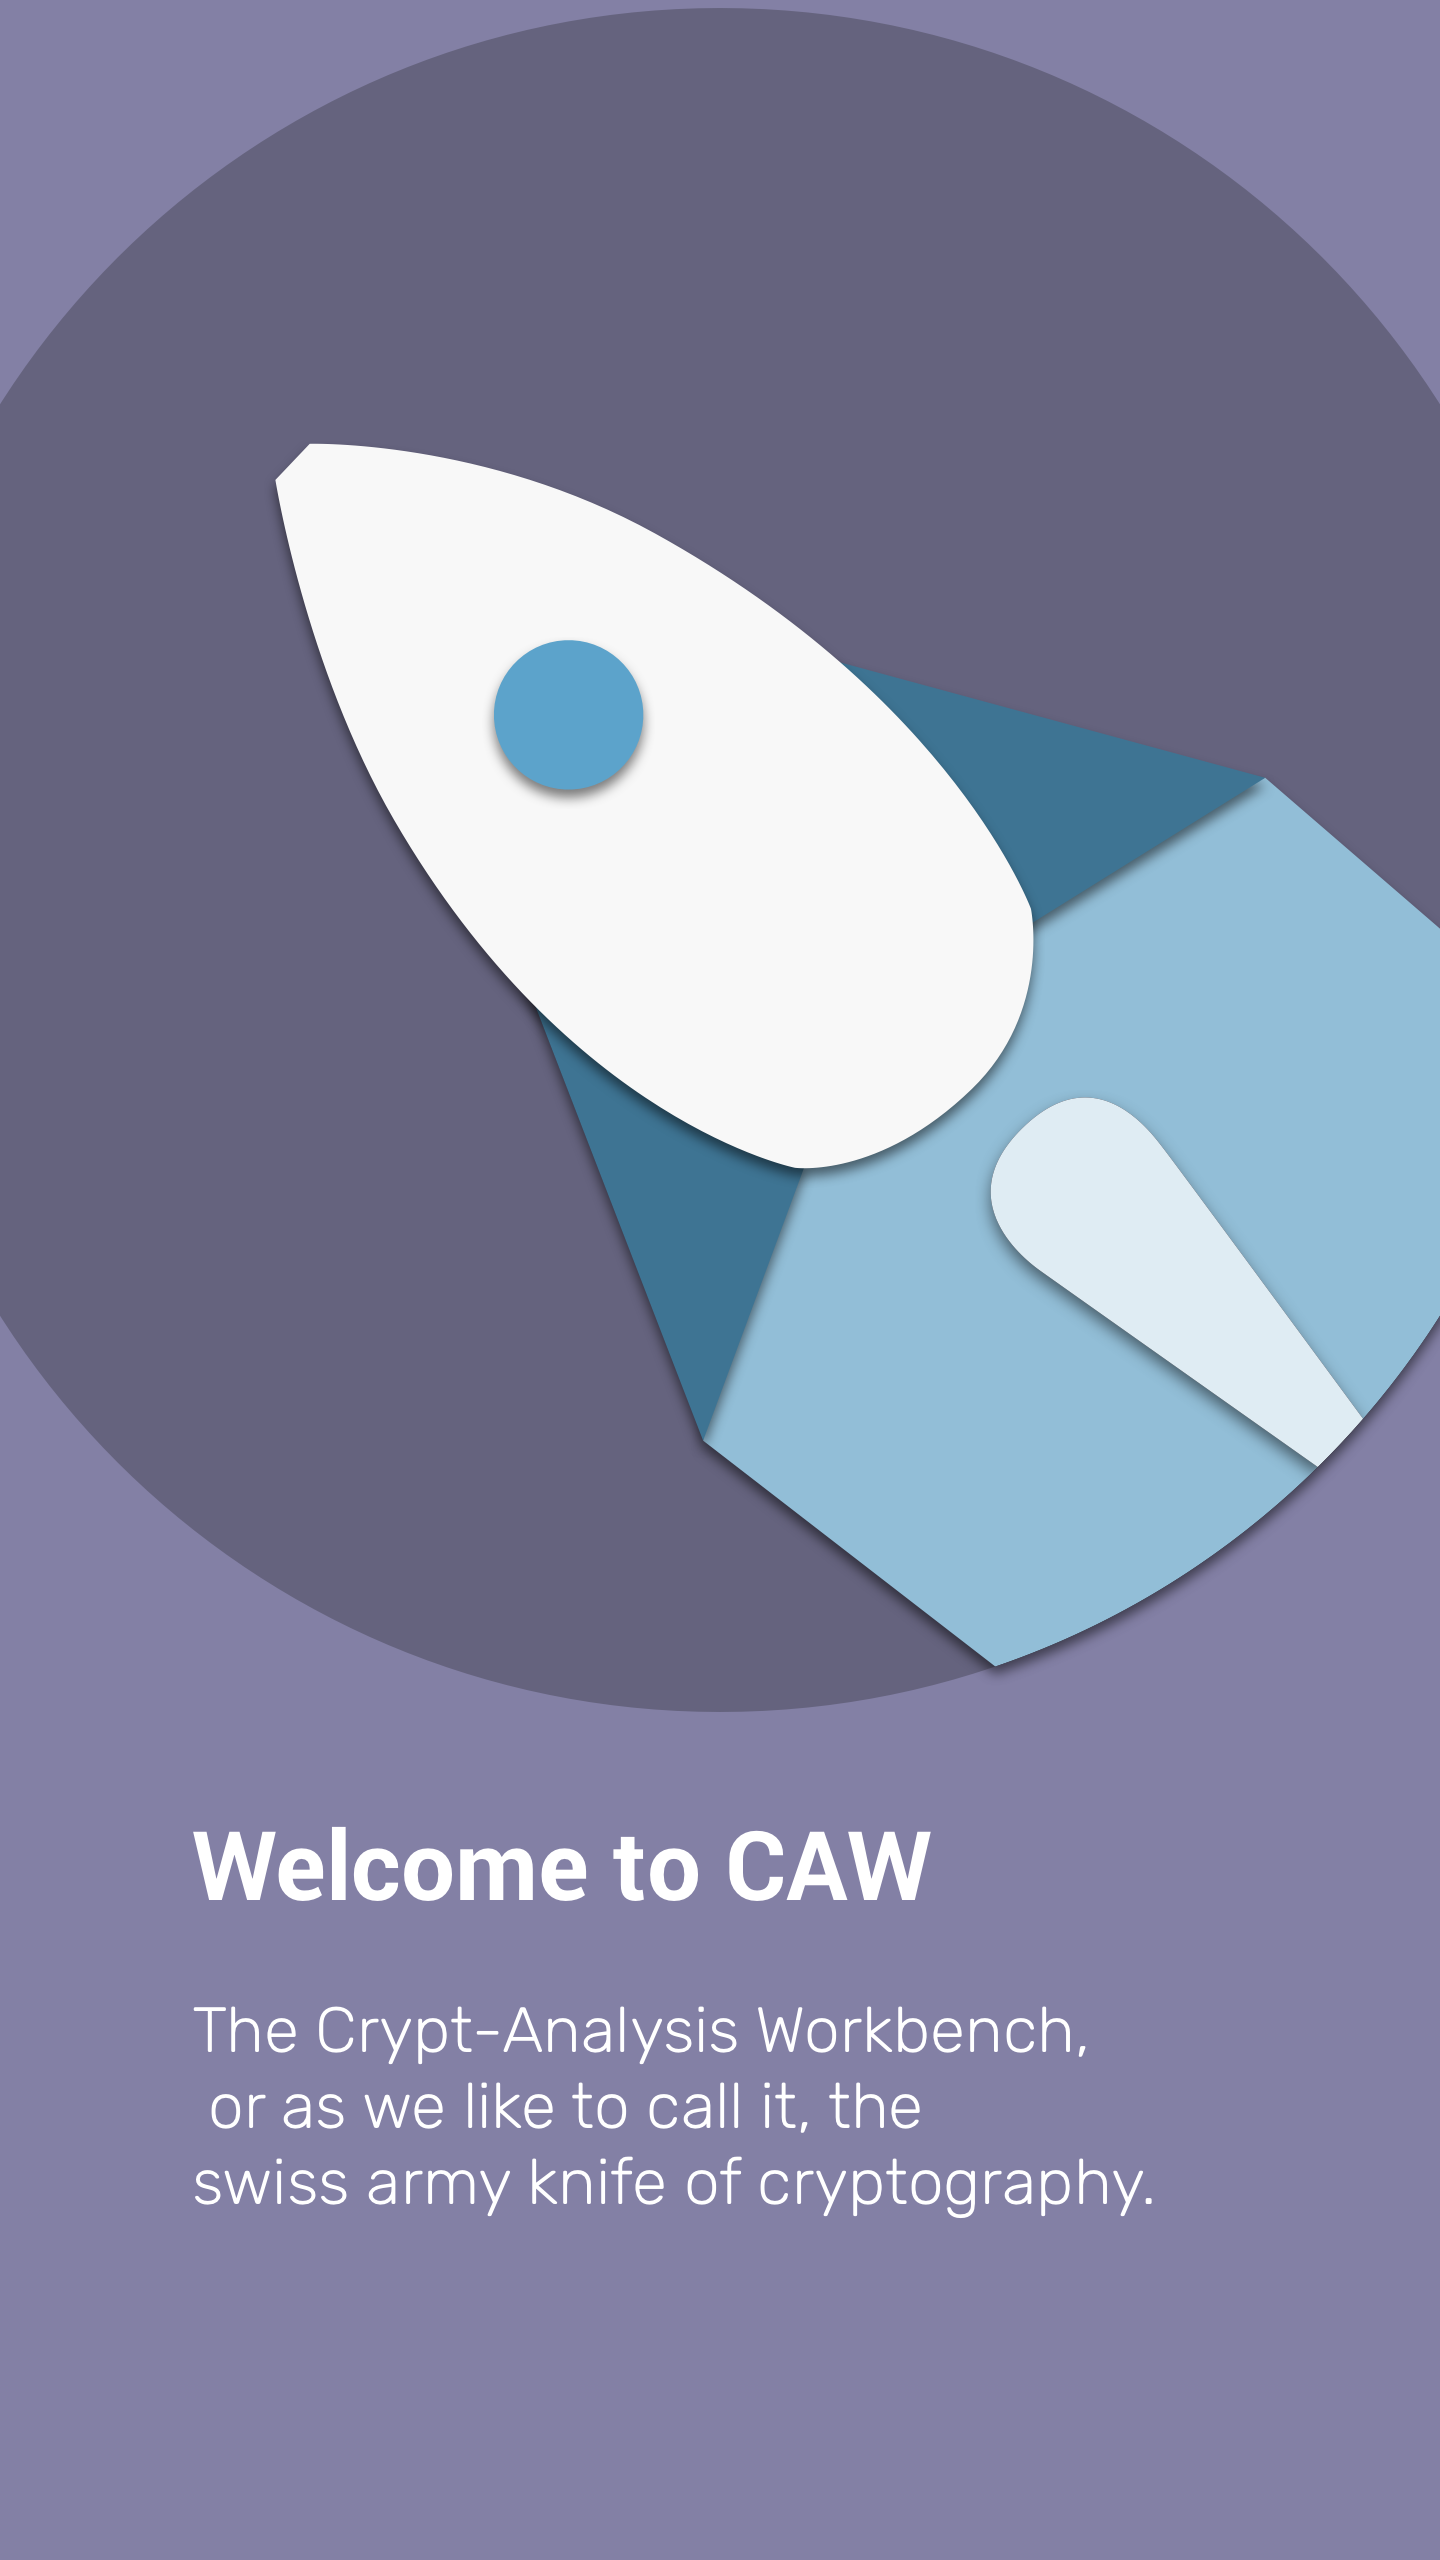 Welcome to CAW
The Crypt-Analysis Workbench,
or as we like to call it, the
swiss army knife of cryptography.